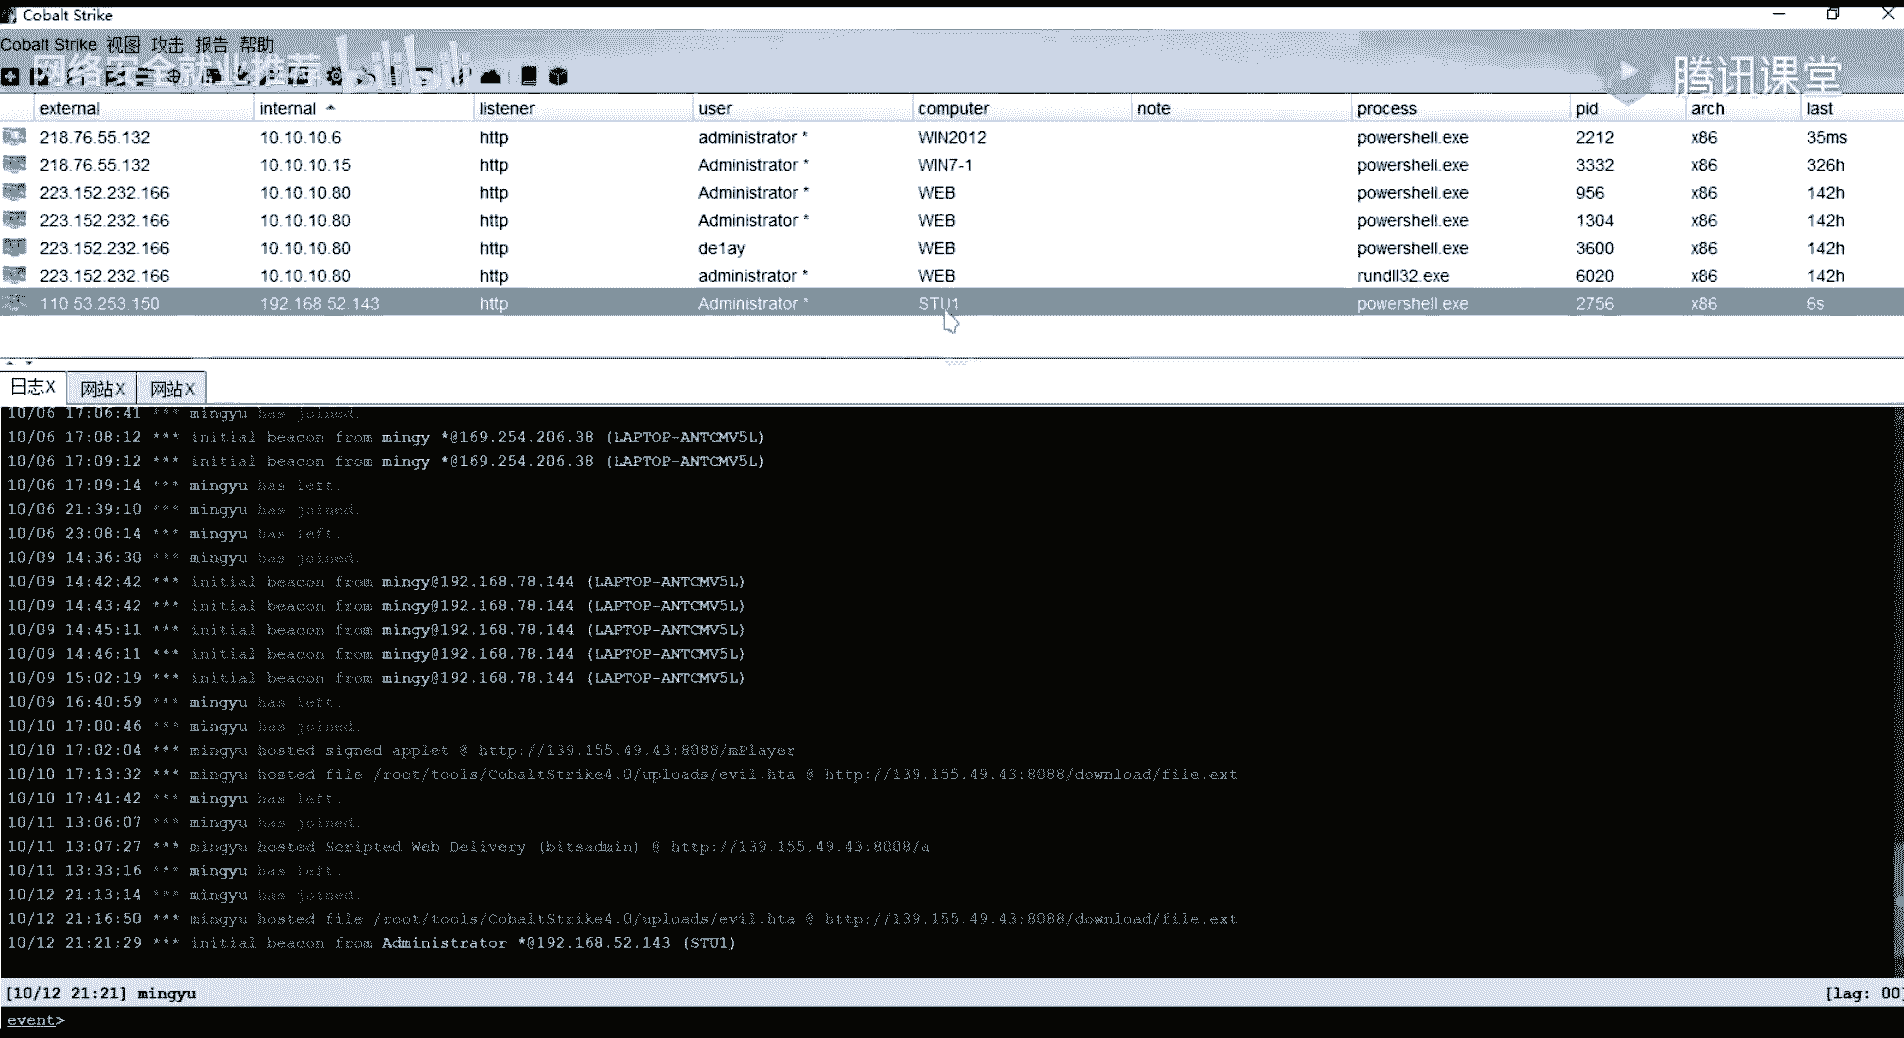 Cobalt Strike
Cobalt Strike 视图 攻击 报告 帮助
网络安全就业推荐 bilibili 腾讯课堂
external internal listener user computer note process pid arch last
218.76.55.132 10.10.10.6 http administrator * WIN2012 powershell.exe 2212 x86 35ms
218.76.55.132 10.10.10.15 http Administrator * WIN7-1 powershell.exe 3332 x86 326h
223.152.232.166 10.10.10.80 http Administrator * WEB powershell.exe 956 x86 142h
223.152.232.166 10.10.10.80 http Administrator * WEB powershell.exe 1304 x86 142h
223.152.232.166 10.10.10.80 http de1ay WEB powershell.exe 3600 x86 142h
223.152.232.166 10.10.10.80 http administrator * WEB rundll32.exe 6020 x86 142h
110.53.253.150 192.168.52.143 http Administrator * STU1 powershell.exe 2756 x86 6s
日志X 网站X 网站X
10/06 17:06:41 *** mingyu has joined.
10/06 17:08:12 *** initial beacon from mingy *@169.254.206.38 (LAPTOP-ANTCMV5L)
10/06 17:09:12 *** initial beacon from mingy *@169.254.206.38 (LAPTOP-ANTCMV5L)
10/06 17:09:14 *** mingyu has left.
10/06 21:39:10 *** mingyu has joined.
10/06 23:08:14 *** mingyu has left.
10/09 14:36:30 *** mingyu has joined.
10/09 14:42:42 *** initial beacon from mingy@192.168.78.144 (LAPTOP-ANTCMV5L)
10/09 14:43:42 *** initial beacon from mingy@192.168.78.144 (LAPTOP-ANTCMV5L)
10/09 14:45:11 *** initial beacon from mingy@192.168.78.144 (LAPTOP-ANTCMV5L)
10/09 14:46:11 *** initial beacon from mingy@192.168.78.144 (LAPTOP-ANTCMV5L)
10/09 15:02:19 *** initial beacon from mingy@192.168.78.144 (LAPTOP-ANTCMV5L)
10/09 16:40:59 *** mingyu has left.
10/10 17:00:46 *** mingyu has joined.
10/10 17:02:04 *** mingyu hosted signed applet @ http://139.155.49.43:8088/mPlayer
10/10 17:13:32 *** mingyu hosted file /root/tools/CobaltStrike4.0/uploads/evil.hta @ http://139.155.49.43:8088/download/file.ext
10/10 17:41:42 *** mingyu has left.
10/11 13:06:07 *** mingyu has joined.
10/11 13:07:27 *** mingyu hosted Scripted Web Delivery (bitsadmin) @ http://139.155.49.43:8008/a
10/11 13:33:16 *** mingyu has left.
10/12 21:13:14 *** mingyu has joined.
10/12 21:16:50 *** mingyu hosted file /root/tools/CobaltStrike4.0/uploads/evil.hta @ http://139.155.49.43:8088/download/file.ext
10/12 21:21:29 *** initial beacon from Administrator *@192.168.52.143 (STU1)
[10/12 21:21] mingyu [lag: 00]
event>